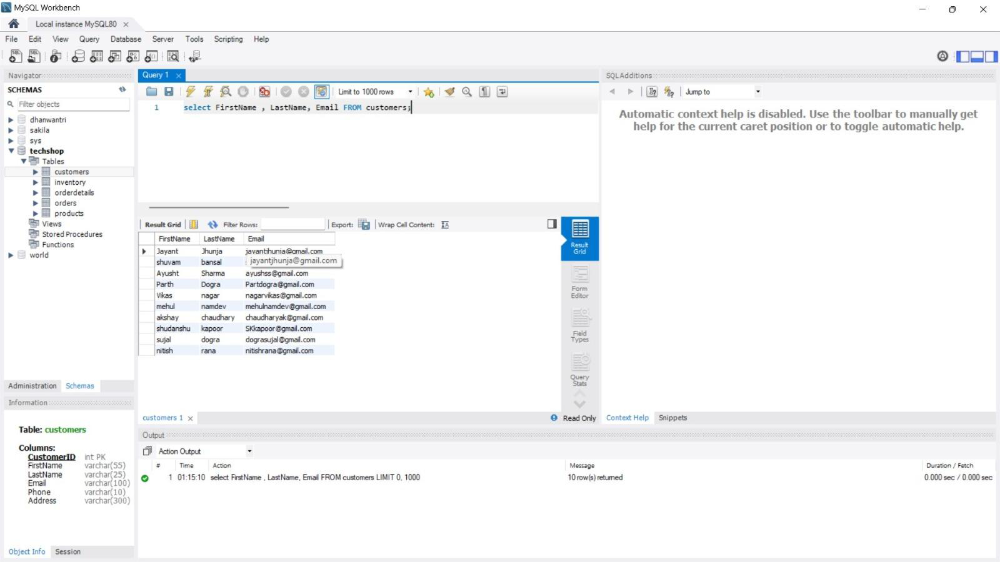 MySQL Workbench
Local instance MySQL80
File Edit View Query Database Server Tools Scripting Help
Navigator
SCHEMAS
Filter objects
dhanwantri
sakila
sys
techshop
Tables
customers
inventory
orderdetails
orders
products
Views
Stored Procedures
Functions
world
Administration Schemas
Information
Table: customers
Columns:
CustomerID int PK
FirstName varchar(55)
LastName varchar(25)
Email varchar(100)
Phone varchar(10)
Address varchar(300)
Object Info Session
Query 1
Limit to 1000 rows
1 select FirstName , LastName, Email FROM customers;
Result Grid Filter Rows: Export: Wrap Cell Content:
FirstName LastName Email
Jayant Jhunja jayantjhunja@gmail.com
jayantjhunja@gmail.com
shuvam bansal
Ayusht Sharma ayushss@gmail.com
Parth Dogra Partdogra@gmail.com
Vikas nagar nagarvikas@gmail.com
mehul namdev mehulnamdev@gmail.com
akshay chaudhary chaudharyak@gmail.com
shudanshu kapoor SKkapoor@gmail.com
sujal dogra dograsujal@gmail.com
nitish rana nitishrana@gmail.com
Result
Grid
Form
Editor
Field
Types
Query
Stats
customers 1
Read Only
SQLAdditions
Jump to
Automatic context help is disabled. Use the toolbar to manually get
help for the current caret position or to toggle automatic help.
Context Help Snippets
Output
Action Output
# Time Action Message Duration / Fetch
1 01:15:10 select FirstName , LastName, Email FROM customers LIMIT 0, 1000 10 row(s) returned 0.000 sec / 0.000 sec